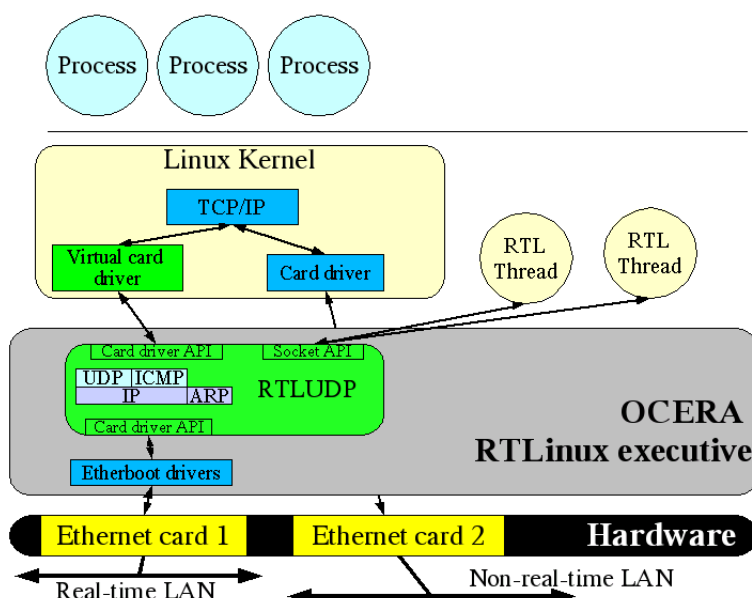 Process
Process
Process
Linux Kernel
TCP/IP
Virtual card
driver
Card driver
RTL
Thread
RTL
Thread
Card driver API
Socket API
UDP
ICMP
IP
ARP
RTLUDP
Card driver API
OCERA
RTLinux executive
Etherboot drivers
Ethernet card 1
Ethernet card 2
Hardware
Real-time LAN
Non-real-time LAN